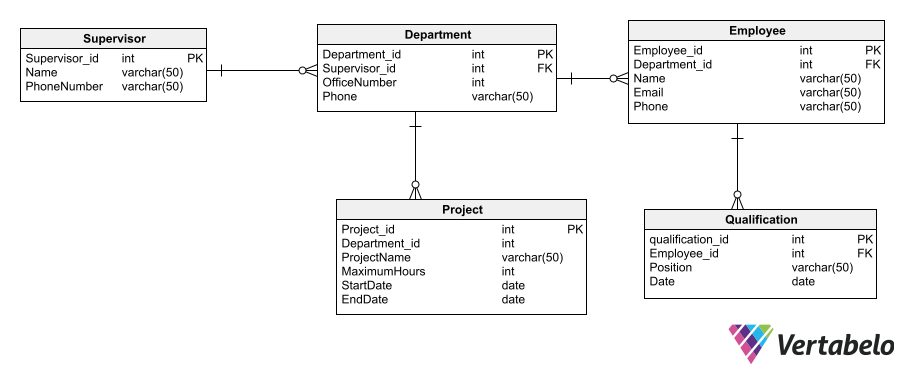 Supervisor
Supervisor_id int PK
Name varchar(50)
PhoneNumber varchar(50)
Department
Department_id int PK
Supervisor_id int FK
OfficeNumber int
Phone varchar(50)
Employee
Employee_id int PK
Department_id int FK
Name varchar(50)
Email varchar(50)
Phone varchar(50)
Project
Project_id int PK
Department_id int
ProjectName varchar(50)
MaximumHours int
StartDate date
EndDate date
Qualification
qualification_id int PK
Employee_id int FK
Position varchar(50)
Date date
Vertabelo